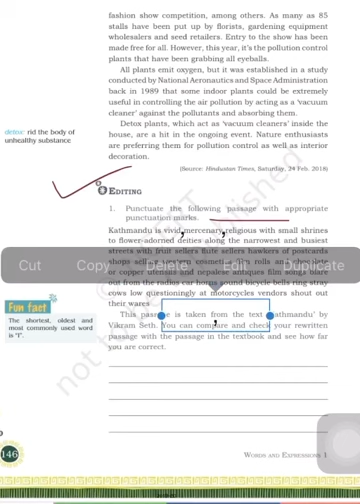 fashion show competition, among others. As many as 85
stalls have been put up by florists, gardening equipment
wholesalers and seed retailers. Entry to the show has been
made free for all. However, this year, it's the pollution control
plants that have been grabbing all eyeballs.
All plants emit oxygen, but it was established in a study
conducted by National Aeronautics and Space Administration
back in 1989 that some indoor plants could be extremely
useful in controlling the air pollution by acting as a 'vacuum
cleaner' against the pollutants and absorbing them.
Detox plants, which act as 'vacuum cleaners' inside the
house, are a hit in the ongoing event. Nature enthusiasts
are preferring them for pollution control as well as interior
decoration.
(Source: Hindustan Times, Saturday, 24 Feb. 2018)
detox: rid the body of
unhealthy substance
EDITING
1. Punctuate the following passage with appropriate
punctuation marks.
Kathmandu is vivid, mercenary, religious with small shrines
to flower-adorned deities along the narrowest and busiest
streets with fruit sellers flute sellers hawkers of postcards
shops selling western cosmetics film rolls and chocolate
or copper utensils and nepalese antiques film songs blare
out from the radios car horns sound bicycle bells ring stray
cows low questioningly at motorcycles vendors shout out
their wares
Cut Copy Delete Edit Duplicate
This passage is taken from the text 'Kathmandu' by
Vikram Seth. You can compare and check your rewritten
passage with the passage in the textbook and see how far
you are correct.
,
Fun fact
The shortest, oldest and
most commonly used word
is "I".
146
WORDS AND EXPRESSIONS 1